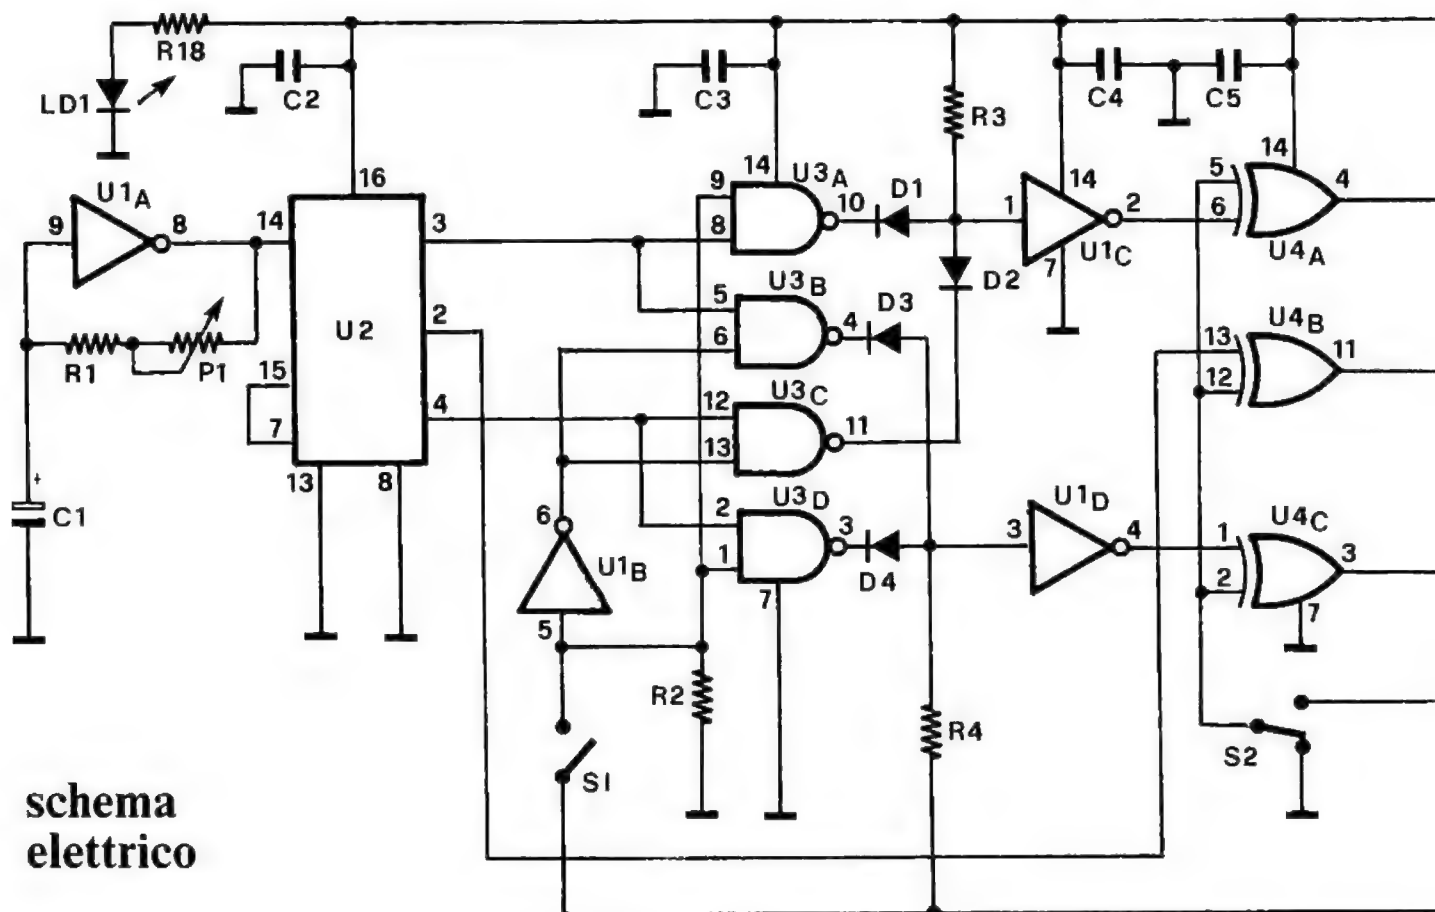 R18
C2
C3
R3
C4
C5
LD1
16
14
U3A
D1
14
5
14
4
U1A
9
10
1
2
6
9
8
14
3
8
7
U1C
U4A
U3B
D2
D3
5
4
2
6
U4B
13
11
12
R1
P1
U2
15
7
4
U3C
12
11
13
13
8
U3D
2
3
1
D4
7
6
U1B
5
U1D
3
4
U4C
1
3
2
7
C1
R2
R4
S1
S2
schema
elettrico